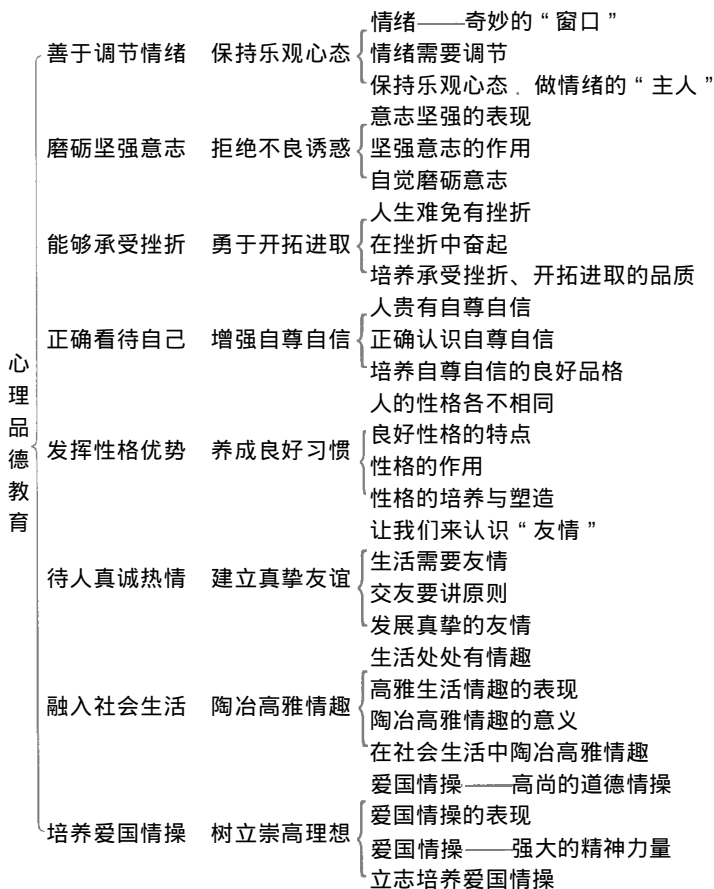 心理品德教育
善于调节情绪 保持乐观心态
情绪——奇妙的“窗口”
情绪需要调节
保持乐观心态．做情绪的“主人”
磨砺坚强意志 拒绝不良诱惑
意志坚强的表现
坚强意志的作用
自觉磨砺意志
能够承受挫折 勇于开拓进取
人生难免有挫折
在挫折中奋起
培养承受挫折、开拓进取的品质
正确看待自己 增强自尊自信
人贵有自尊自信
正确认识自尊自信
培养自尊自信的良好品格
发挥性格优势 养成良好习惯
人的性格各不相同
良好性格的特点
性格的作用
性格的培养与塑造
待人真诚热情 建立真挚友谊
让我们来认识“友情”
生活需要友情
交友要讲原则
发展真挚的友情
融入社会生活 陶冶高雅情趣
生活处处有情趣
高雅生活情趣的表现
陶冶高雅情趣的意义
在社会生活中陶冶高雅情趣
培养爱国情操 树立崇高理想
爱国情操——高尚的道德情操
爱国情操的表现
爱国情操——强大的精神力量
立志培养爱国情操